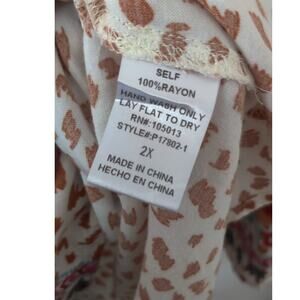 SELF
100%RAYON
HAND WASH ONLY
LAY FLAT TO DRY
RN#:105013
STYLE#:P17802-1
2X
MADE IN CHINA
HECHO EN CHINA